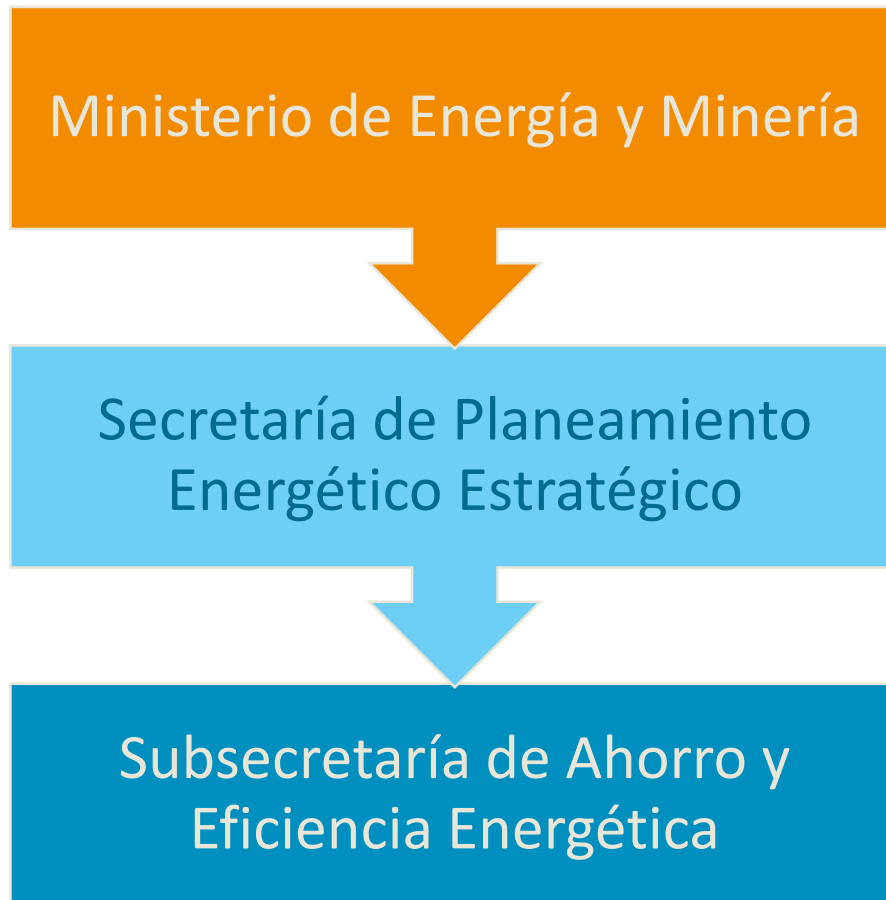 Ministerio de Energía y Minería
Secretaría de Planeamiento
Energético Estratégico
Subsecretaría de Ahorro y
Eficiencia Energética